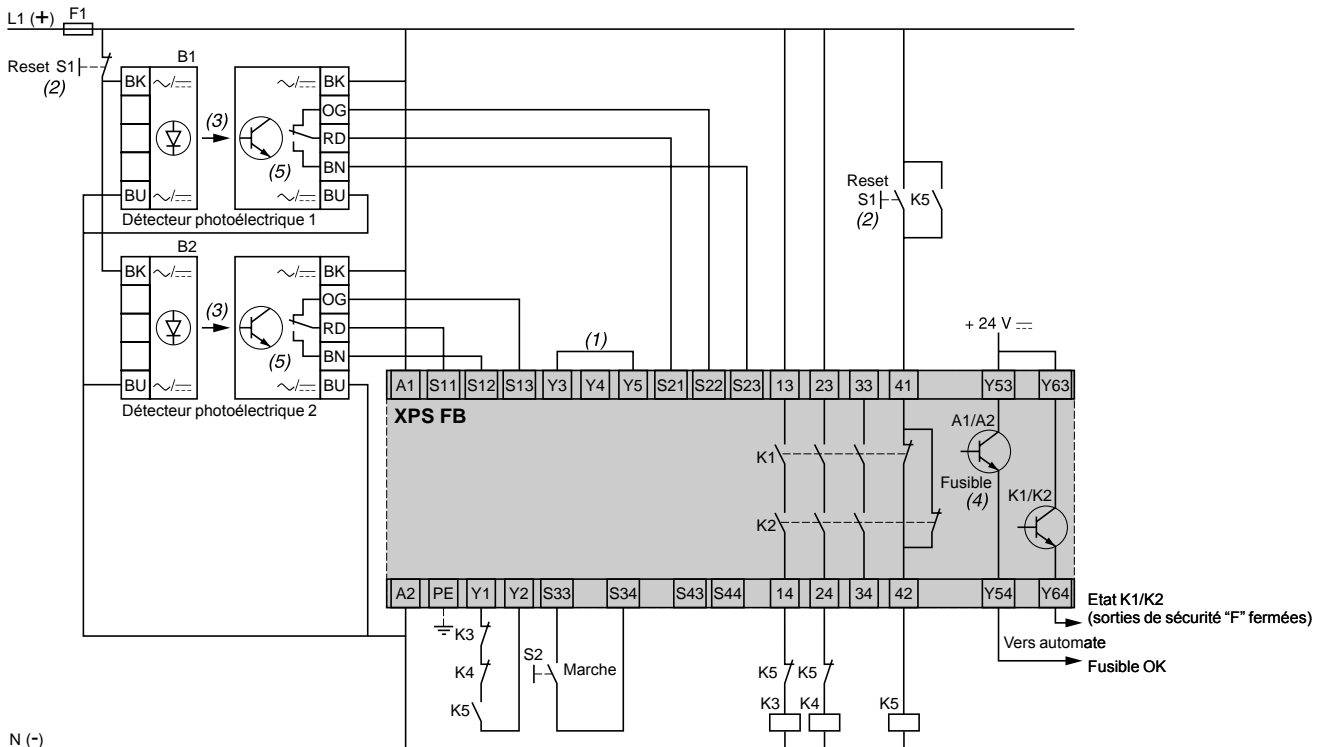 L1 (+) F1
Reset S1
(2)
B1
BK BK
OG
(3) RD
(5) BN
BU BU
Détecteur photoélectrique 1
B2
BK BK
OG
(3) RD
(5) BN
BU BU
Détecteur photoélectrique 2
Reset
S1 K5
(2)
(1)
+ 24 V
A1 S11 S12 S13 Y3 Y4 Y5 S21 S22 S23 13 23 33 41 Y53 Y63
XPS FB
A1/A2
K1
Fusible
(4)
K1/K2
K2
A2 PE Y1 Y2 S33 S34 S43 S44 14 24 34 42 Y54 Y64
Etat K1/K2
(sorties de sécurité “F” fermées)
Vers automate
Fusible OK
K3
K4
K5
S2
Marche
K5 K5
K3 K4 K5
N (-)